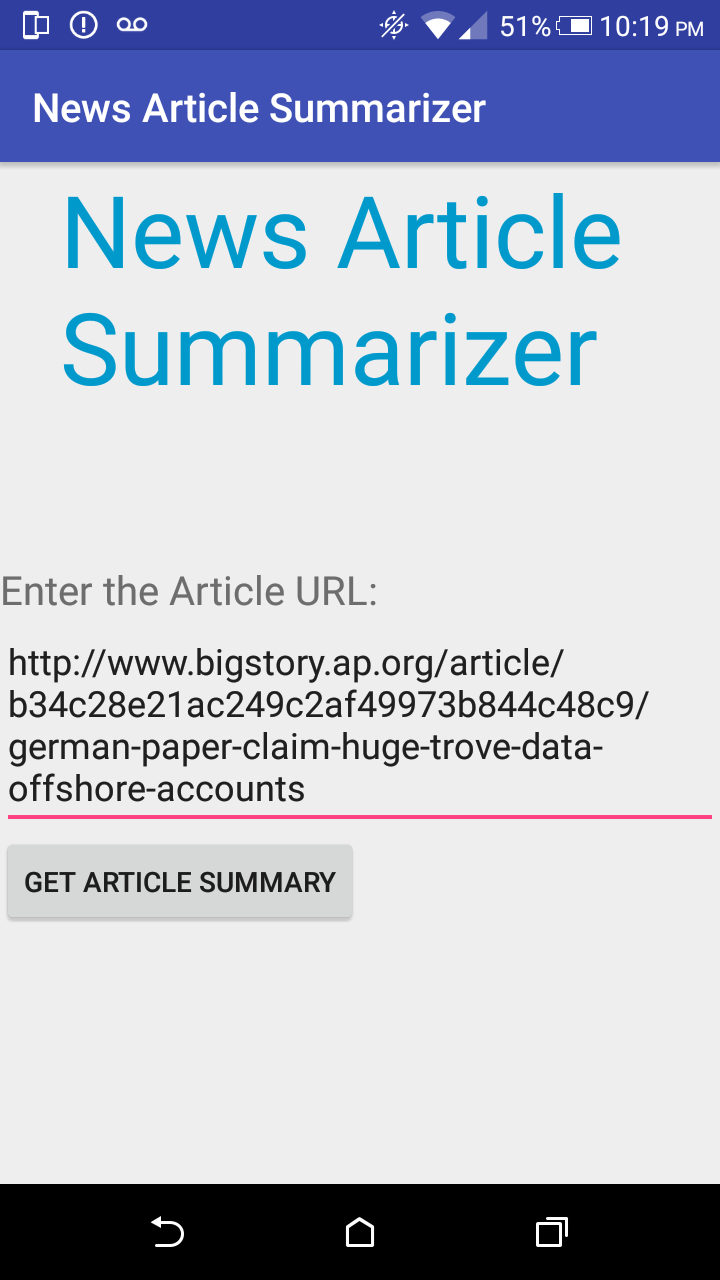 51% 10:19 PM
News Article Summarizer
News Article
Summarizer
Enter the Article URL:
http://www.bigstory.ap.org/article/
b34c28e21ac249c2af49973b844c48c9/
german-paper-claim-huge-trove-data-
offshore-accounts
GET ARTICLE SUMMARY